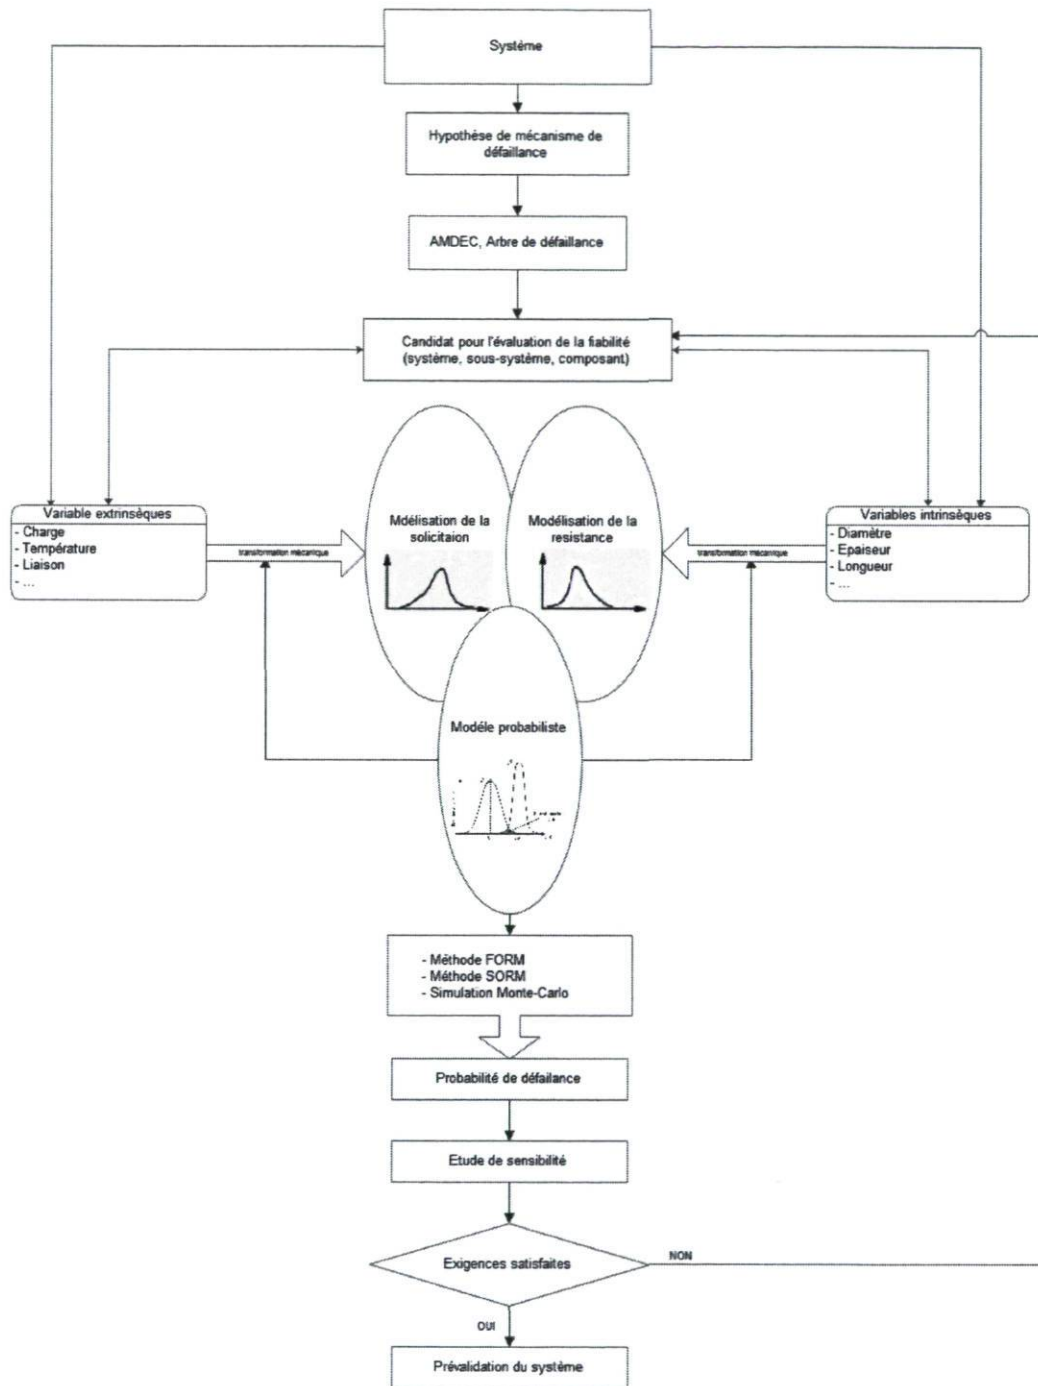 Système
Hypothèse de mécanisme de
défaillance
AMDEC, Arbre de défaillance
Candidat pour l'évaluation de la fiabilité
(système, sous-système, composant)
Variable extrinsèques
- Charge
- Température
- Liaison
- ...
transformation mécanique
Mdélisation de la
solicitaion
Modélisation de la
resistance
transformation mécanique
Variables intrinsèques
- Diamètre
- Epaiseur
- Longueur
- ...
Modéle probabiliste
- Méthode FORM
- Méthode SORM
- Simulation Monte-Carlo
Probabilité de défailance
Etude de sensibilité
Exigences satisfaites
NON
OUI
Prévalidation du système